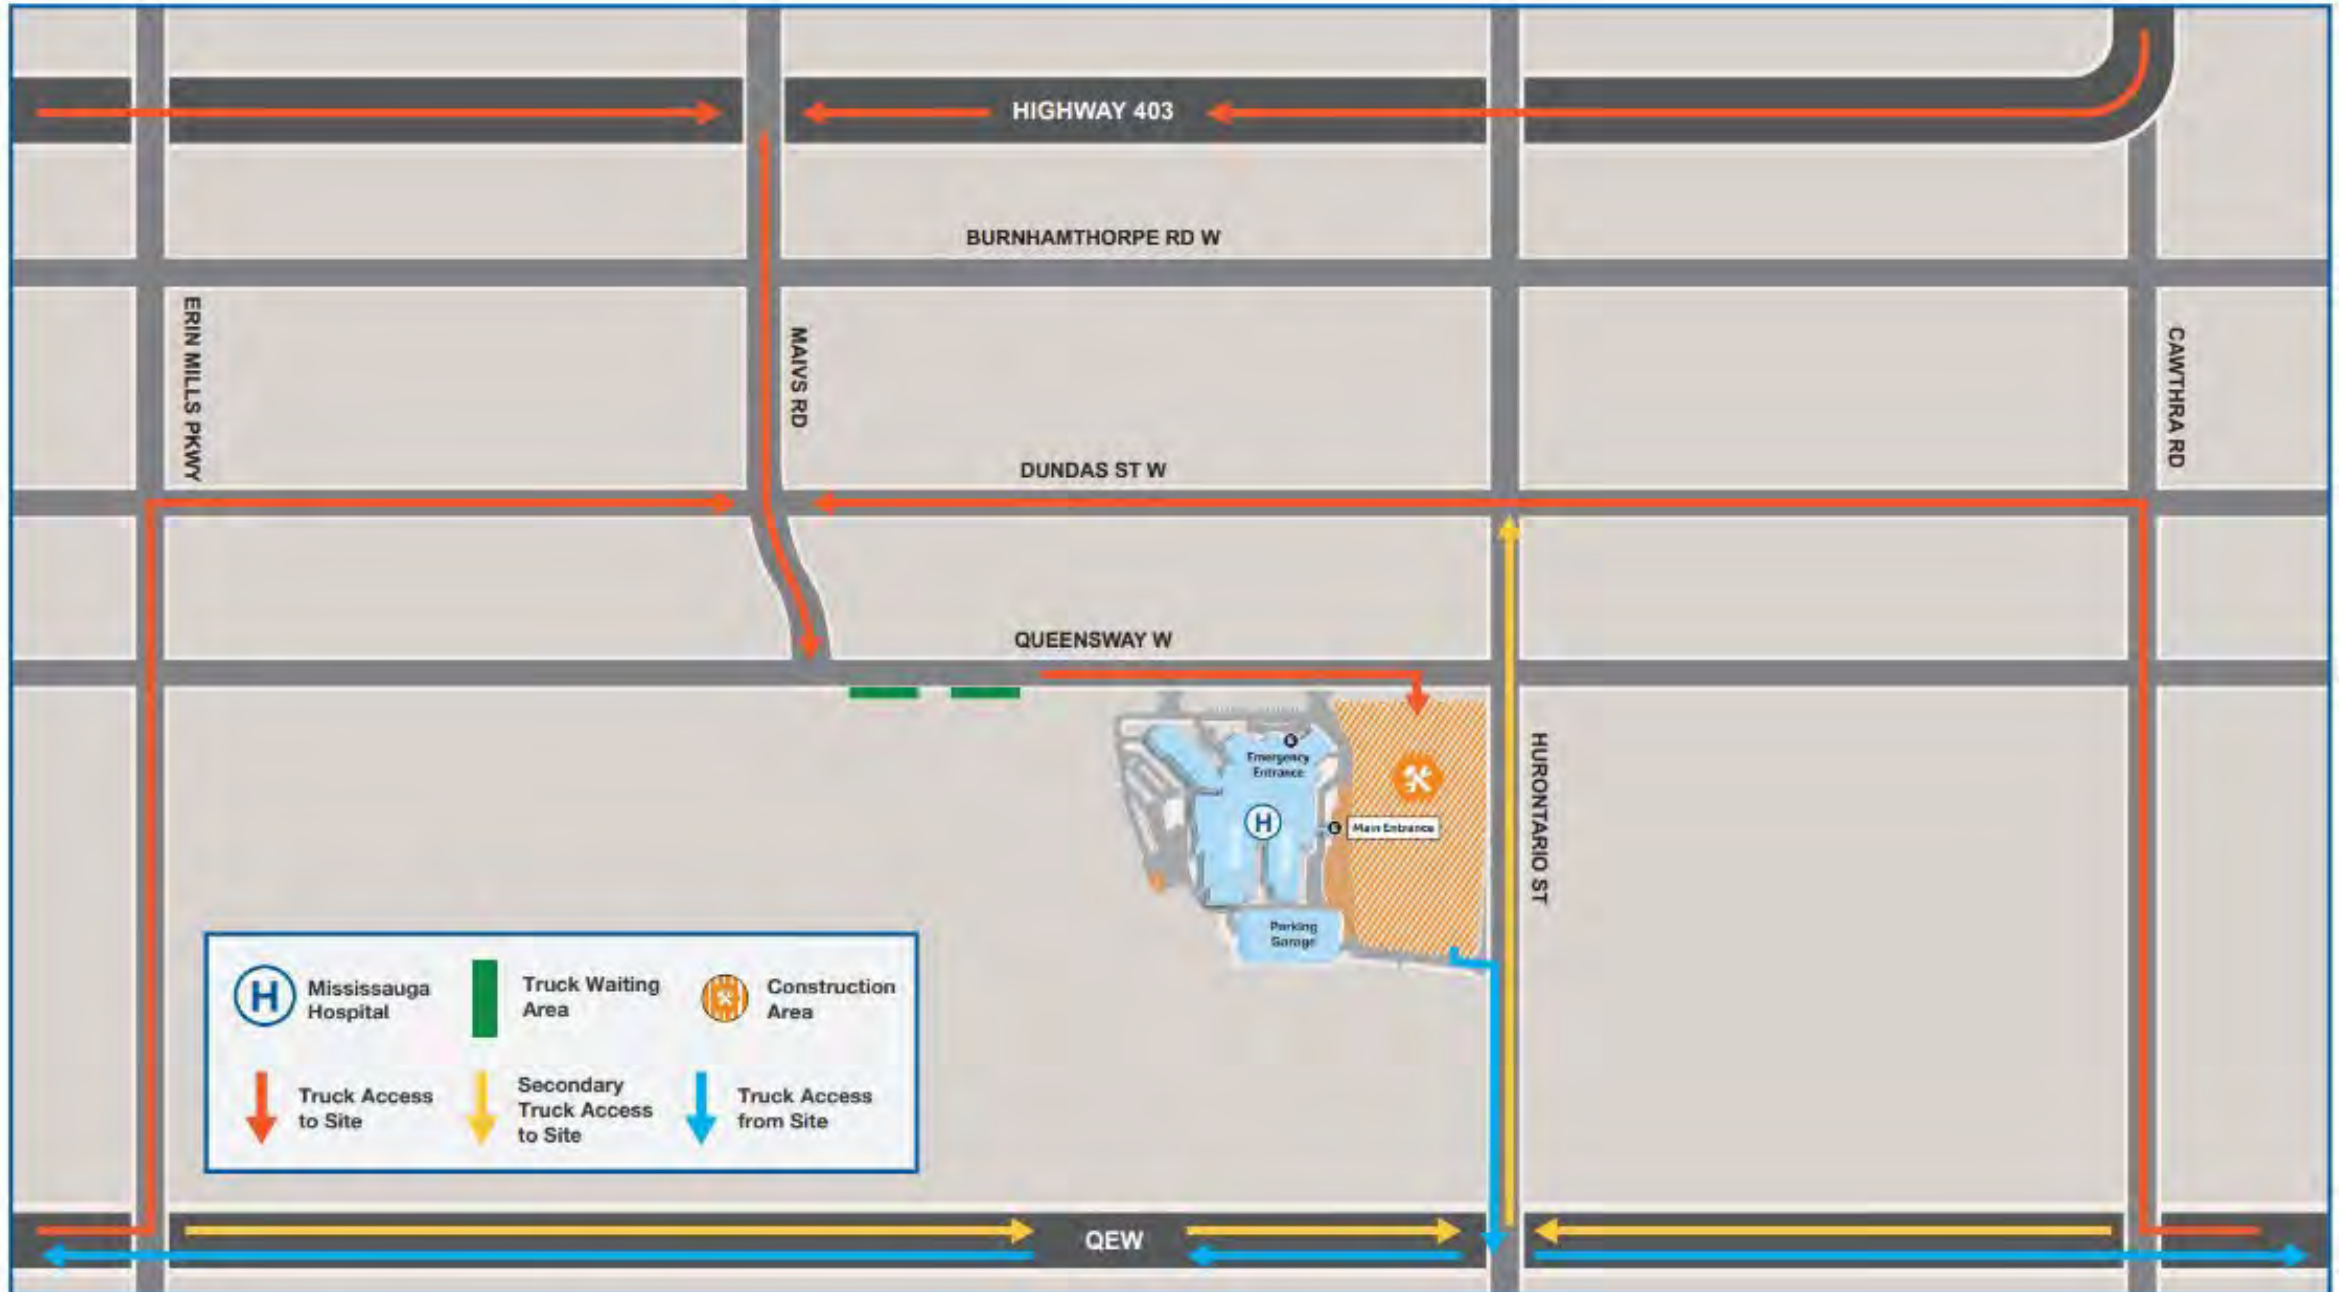 HIGHWAY 403
BURNHAMTHORPE RD W
ERIN MILLS PKWY
MAIVS RD
CAWTHRA RD
DUNDAS ST W
QUEENSWAY W
Emergency
Entrance
H
Main Entrance
HURONTARIO ST
Parking
Garage
H
Mississauga
Hospital
Truck Waiting
Area
Construction
Area
Truck Access
to Site
Secondary
Truck Access
to Site
Truck Access
from Site
QEW